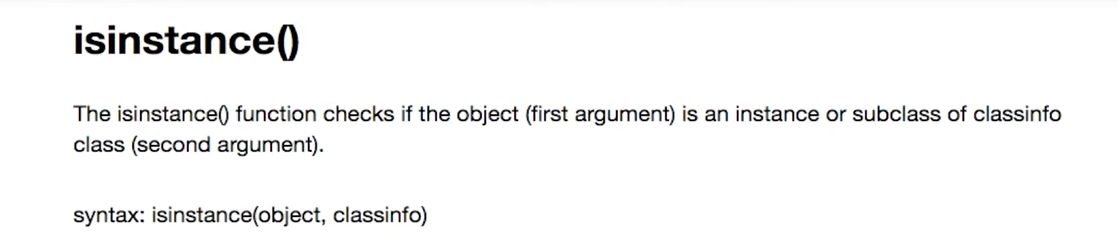 isinstance()
The isinstance() function checks if the object (first argument) is an instance or subclass of classinfo
class (second argument).
syntax: isinstance(object, classinfo)